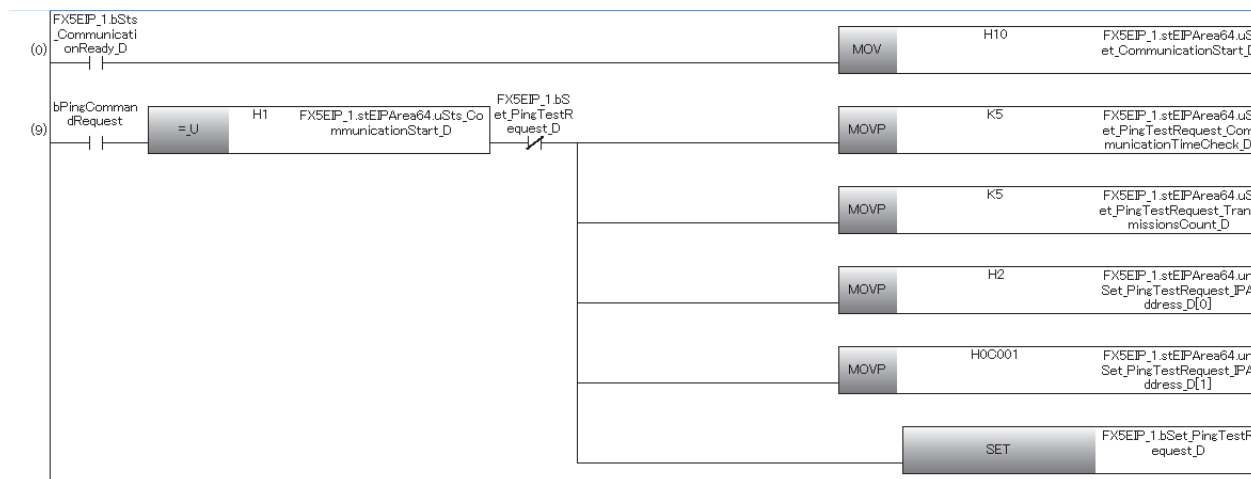 FX5EIP_1.bSts
_Communicati
onReady_D
(0)
MOV
H10
FX5EIP_1.stEIPArea64.uS
et_CommunicationStart_D
bPingComman
dRequest
(9)
=_U
H1
FX5EIP_1.stEIPArea64.uSts_Co
mmunicationStart_D
FX5EIP_1.bS
et_PingTestR
equest_D
MOVP
K5
FX5EIP_1.stEIPArea64.uS
et_PingTestRequest_Com
municationTimeCheck_D
MOVP
K5
FX5EIP_1.stEIPArea64.uS
et_PingTestRequest_Tran
missionsCount_D
MOVP
H2
FX5EIP_1.stEIPArea64.un
Set_PingTestRequest_IPA
ddress_D[0]
MOVP
H0C001
FX5EIP_1.stEIPArea64.un
Set_PingTestRequest_IPA
ddress_D[1]
SET
FX5EIP_1.bSet_PingTestR
equest_D